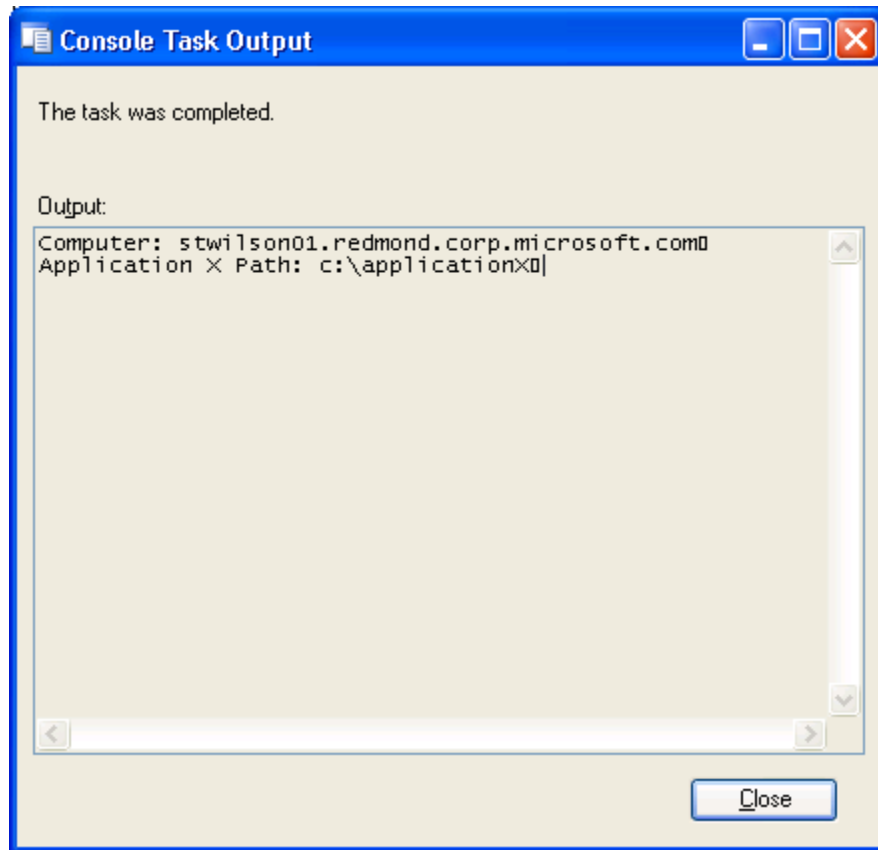 Console Task Output
The task was completed.
Output:
Computer: stwilson01.redmond.corp.microsoft.com▯
Application X Path: c:\applicationX▯
Close